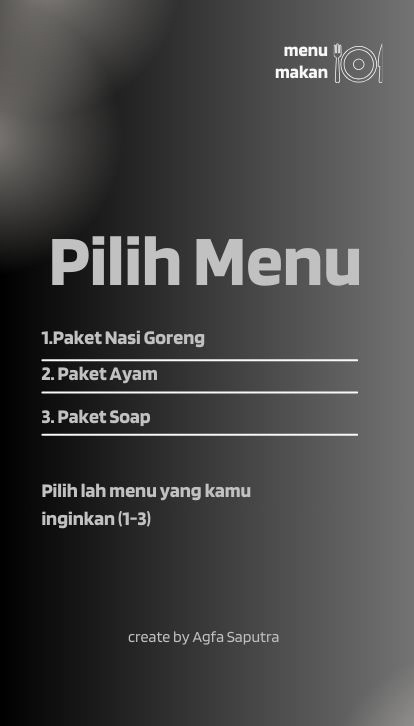 menu
makan
Pilih Menu
1.Paket Nasi Goreng
2. Paket Ayam
3. Paket Soap
Pilih lah menu yang kamu
inginkan (1-3)
create by Agfa Saputra